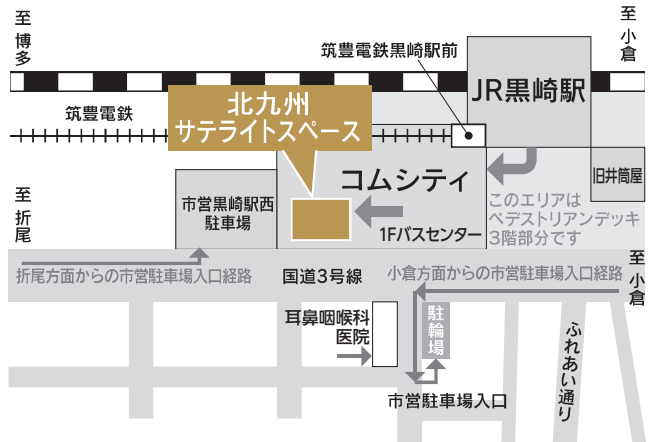 至 博多
至 小倉
筑豊電鉄黒崎駅前
JR黒崎駅
筑豊電鉄
北九州
サテライトスペース
コムシティ
旧井筒屋
至 折尾
市営黒崎駅西
駐車場
1Fバスセンター
このエリアは
ペデストリアンデッキ
3階部分です
至 小倉
折尾方面からの市営駐車場入口経路
国道3号線
小倉方面からの市営駐車場入口経路
耳鼻咽喉科
医院
駐輪場
ふれあい通り
市営駐車場入口